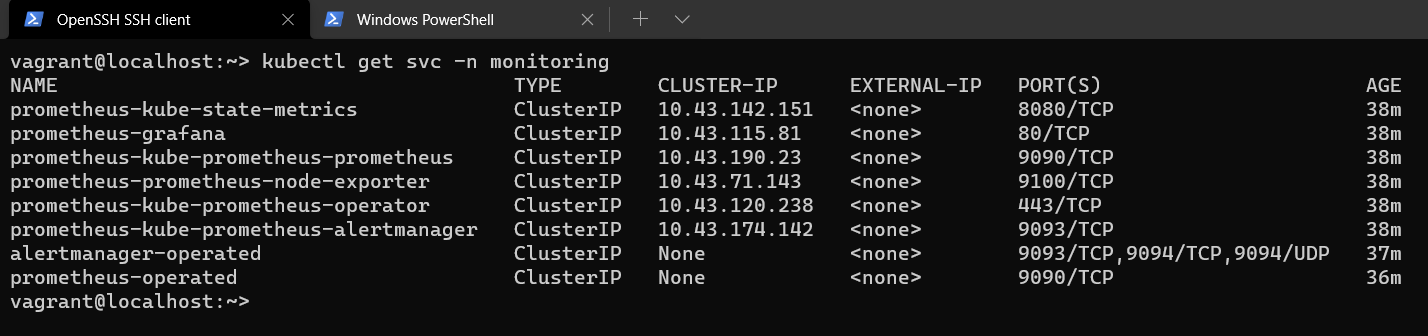 OpenSSH SSH client Windows PowerShell
vagrant@localhost:~> kubectl get svc -n monitoring
NAME TYPE CLUSTER-IP EXTERNAL-IP PORT(S) AGE
prometheus-kube-state-metrics ClusterIP 10.43.142.151 <none> 8080/TCP 38m
prometheus-grafana ClusterIP 10.43.115.81 <none> 80/TCP 38m
prometheus-kube-prometheus-prometheus ClusterIP 10.43.190.23 <none> 9090/TCP 38m
prometheus-prometheus-node-exporter ClusterIP 10.43.71.143 <none> 9100/TCP 38m
prometheus-kube-prometheus-operator ClusterIP 10.43.120.238 <none> 443/TCP 38m
prometheus-kube-prometheus-alertmanager ClusterIP 10.43.174.142 <none> 9093/TCP 38m
alertmanager-operated ClusterIP None <none> 9093/TCP,9094/TCP,9094/UDP 37m
prometheus-operated ClusterIP None <none> 9090/TCP 36m
vagrant@localhost:~>